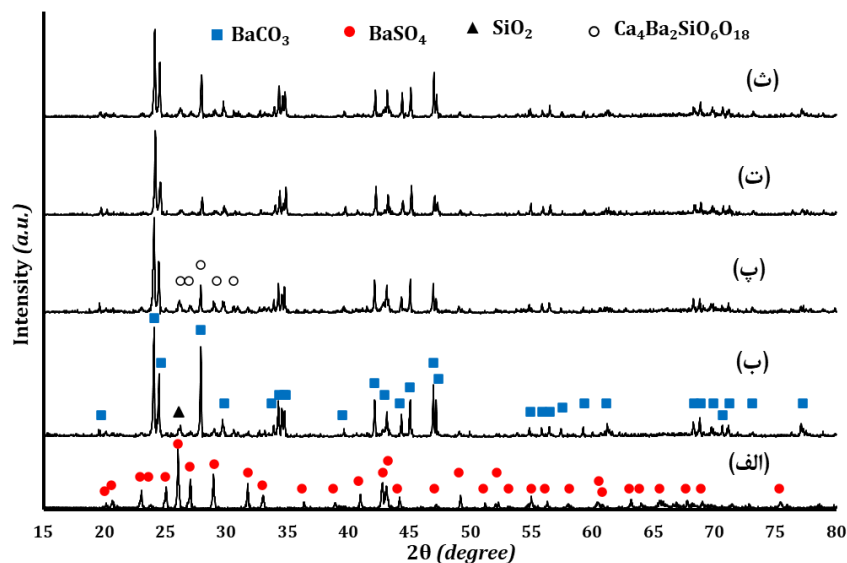 BaCO3 BaSO4 SiO2 Ca4Ba2SiO6O18
(ث)
(ت)
(پ)
(ب)
(الف)
Intensity (a.u.)
15 20 25 30 35 40 45 50 55 60 65 70 75 80
2θ (degree)